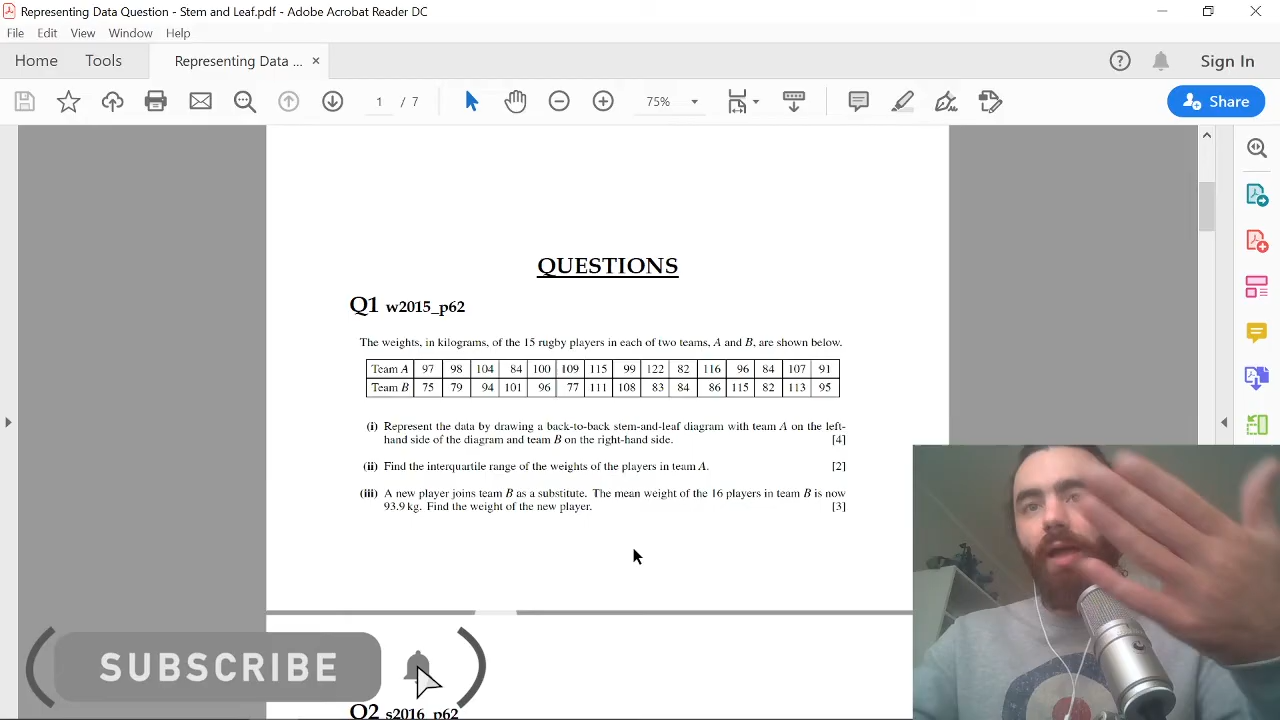 Representing Data Question - Stem and Leaf.pdf - Adobe Acrobat Reader DC
File Edit View Window Help
Home Tools Representing Data ... × Sign In
1 / 7 75% Share
QUESTIONS
Q1 w2015_p62
The weights, in kilograms, of the 15 rugby players in each of two teams, A and B, are shown below.
Team A 97 98 104 84 100 109 115 99 122 82 116 96 84 107 91
Team B 75 79 94 101 96 77 111 108 83 84 86 115 82 113 95
(i) Represent the data by drawing a back-to-back stem-and-leaf diagram with team A on the left-
hand side of the diagram and team B on the right-hand side. [4]
(ii) Find the interquartile range of the weights of the players in team A. [2]
(iii) A new player joins team B as a substitute. The mean weight of the 16 players in team B is now
93.9 kg. Find the weight of the new player. [3]
SUBSCRIBE
Q2 s2016_p62